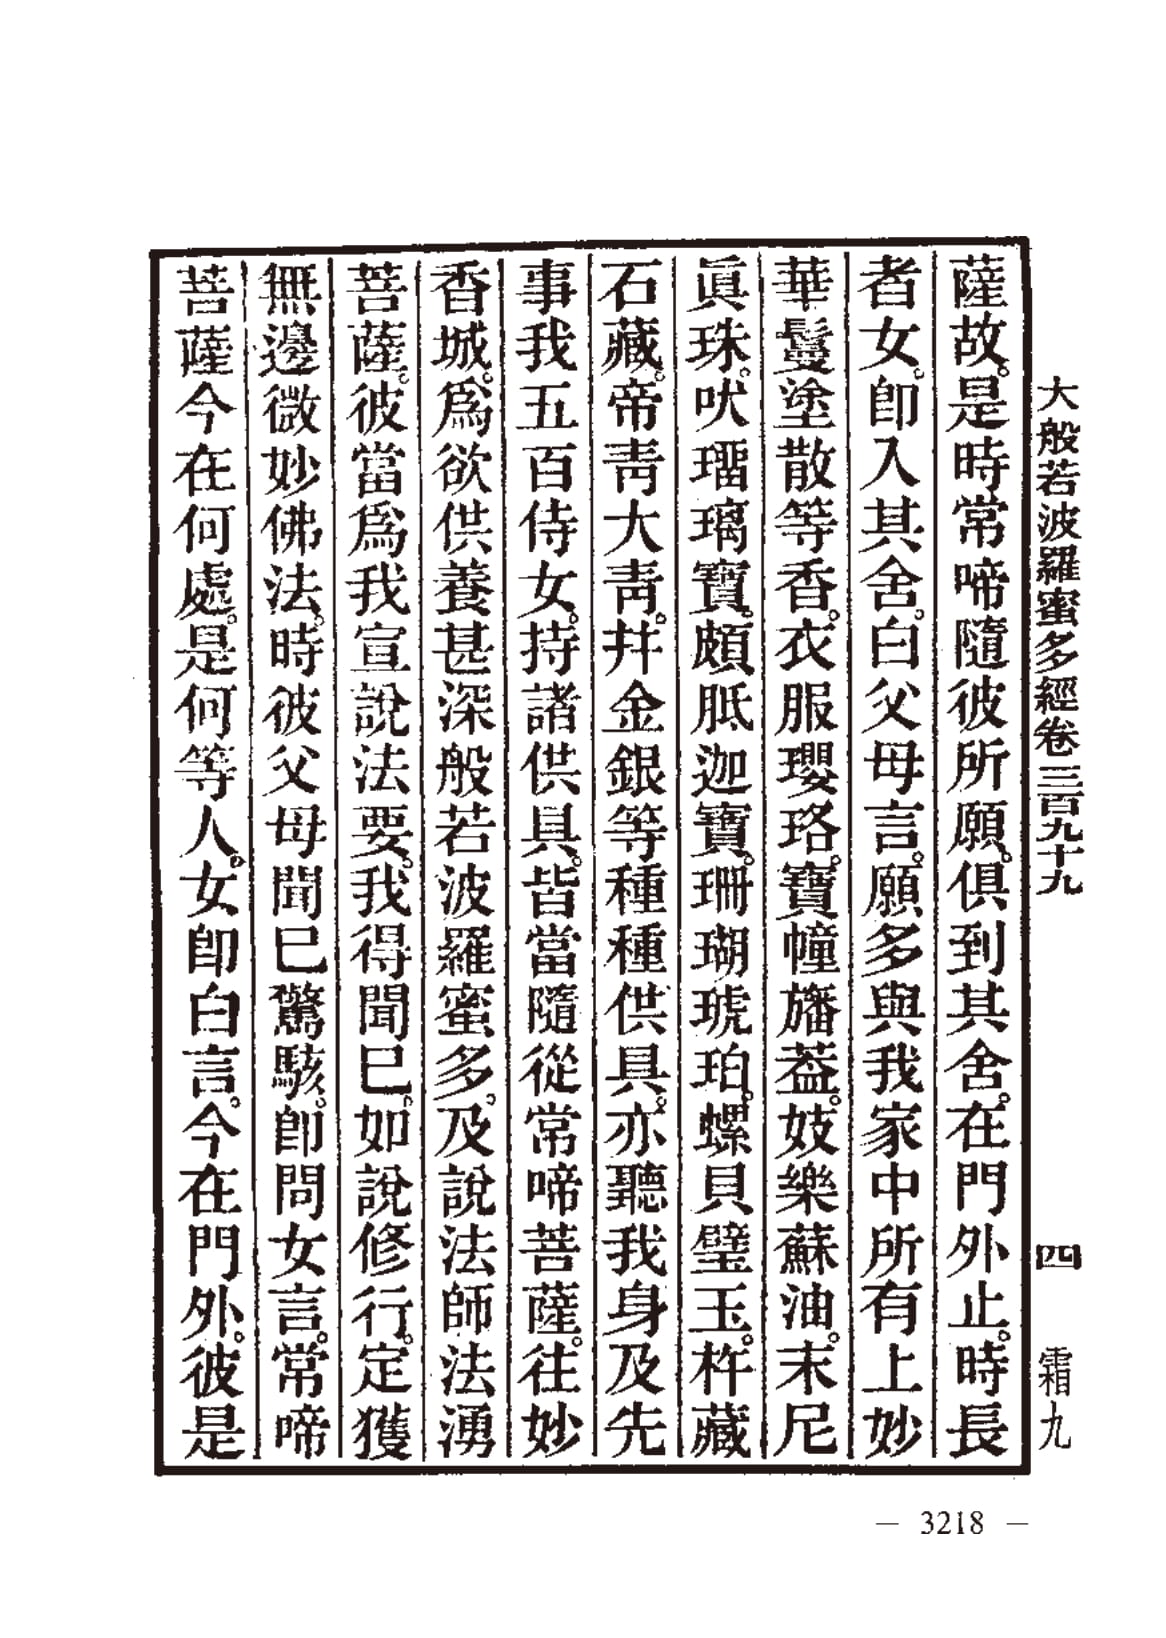 大般若波羅蜜多經卷三百九十九　四　霜九
薩故。是時常啼隨彼所願。俱到其舍。在門外止。時長
者女。卽入其舍。白父母言。願多與我家中所有上妙
華鬘塗散等香。衣服瓔珞。寶幢旛葢。妓樂蘇油。末尼
眞珠。吠瑠璃寶。頗胝迦寶。珊瑚琥珀。螺貝璧玉。杵藏
石藏。帝靑大靑。幷金銀等種種供具。亦聽我身及先
事我五百侍女。持諸供具。皆當隨從常啼菩薩。往妙
香城。爲欲供養甚深般若波羅蜜多。及說法師法湧
菩薩。彼當爲我宣說法要。我得聞已。如說修行。定獲
無邊微妙佛法。時彼父母聞已驚駭。卽問女言。常啼
菩薩今在何處。是何等人。女卽白言。今在門外。彼是
— 3218 —